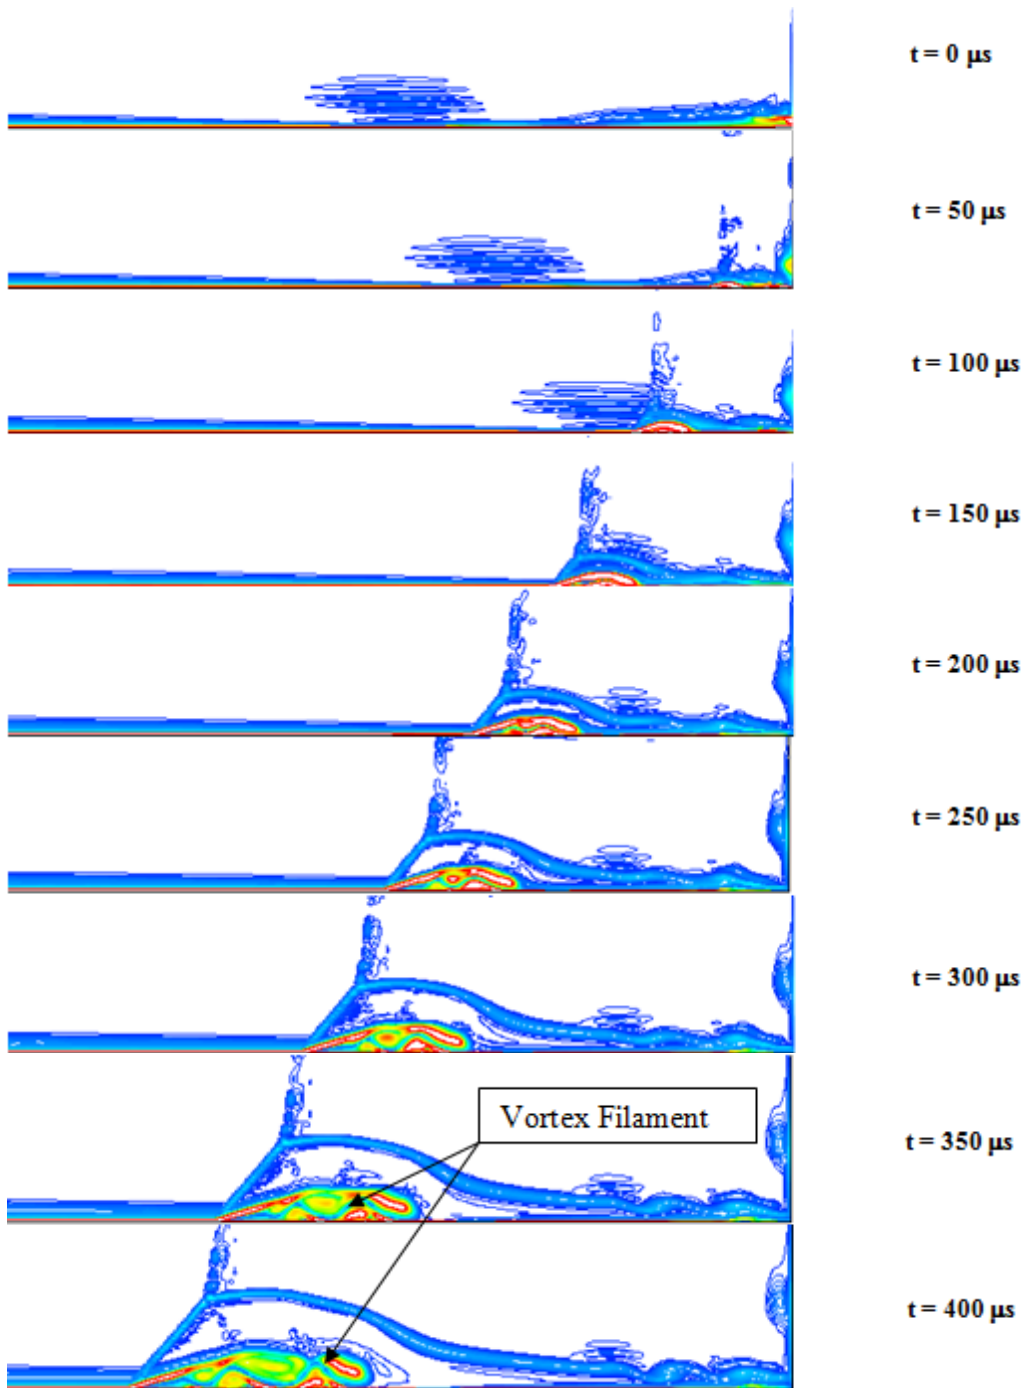 t = 0 μs
t = 50 μs
t = 100 μs
t = 150 μs
t = 200 μs
t = 250 μs
t = 300 μs
Vortex Filament
t = 350 μs
t = 400 μs